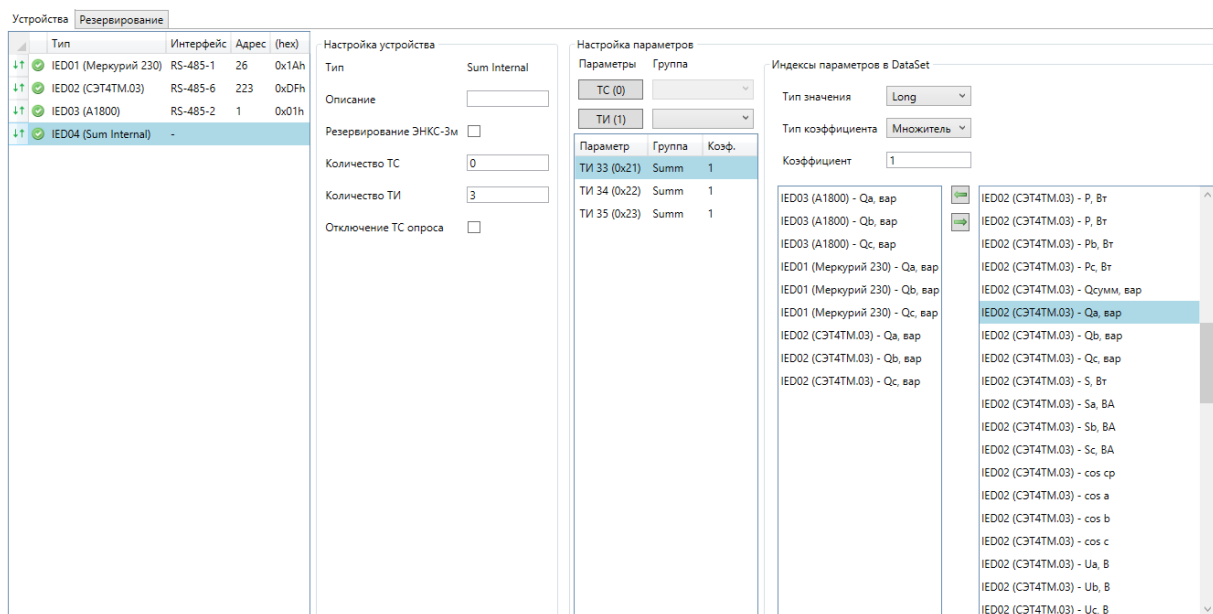 Устройства Резервирование
Тип Интерфейс Адрес (hex)
IED01 (Меркурий 230) RS-485-1 26 0x1Ah
IED02 (СЭТ4ТМ.03) RS-485-6 223 0xDFh
IED03 (A1800) RS-485-2 1 0x01h
IED04 (Sum Internal) -
Настройка устройства
Тип Sum Internal
Описание
Резервирование ЭНКС-3м
Количество ТС 0
Количество ТИ 3
Отключение ТС опроса
Настройка параметров
Параметры Группа
ТС (0)
ТИ (1)
Параметр Группа Коэф.
ТИ 33 (0x21) Summ 1
ТИ 34 (0x22) Summ 1
ТИ 35 (0x23) Summ 1
Индексы параметров в DataSet
Тип значения Long
Тип коэффициента Множитель
Коэффициент 1
IED03 (A1800) - Qa, вар
IED03 (A1800) - Qb, вар
IED03 (A1800) - Qc, вар
IED01 (Меркурий 230) - Qa, вар
IED01 (Меркурий 230) - Qb, вар
IED01 (Меркурий 230) - Qc, вар
IED02 (СЭТ4ТМ.03) - Qa, вар
IED02 (СЭТ4ТМ.03) - Qb, вар
IED02 (СЭТ4ТМ.03) - Qc, вар
IED02 (СЭТ4ТМ.03) - P, Вт
IED02 (СЭТ4ТМ.03) - P, Вт
IED02 (СЭТ4ТМ.03) - Pb, Вт
IED02 (СЭТ4ТМ.03) - Pc, Вт
IED02 (СЭТ4ТМ.03) - Qсумм, вар
IED02 (СЭТ4ТМ.03) - Qa, вар
IED02 (СЭТ4ТМ.03) - Qb, вар
IED02 (СЭТ4ТМ.03) - Qc, вар
IED02 (СЭТ4ТМ.03) - S, Вт
IED02 (СЭТ4ТМ.03) - Sa, ВА
IED02 (СЭТ4ТМ.03) - Sb, ВА
IED02 (СЭТ4ТМ.03) - Sc, ВА
IED02 (СЭТ4ТМ.03) - cos ср
IED02 (СЭТ4ТМ.03) - cos a
IED02 (СЭТ4ТМ.03) - cos b
IED02 (СЭТ4ТМ.03) - cos c
IED02 (СЭТ4ТМ.03) - Ua, В
IED02 (СЭТ4ТМ.03) - Ub, В
IED02 (СЭТ4ТМ.03) - Uc, В